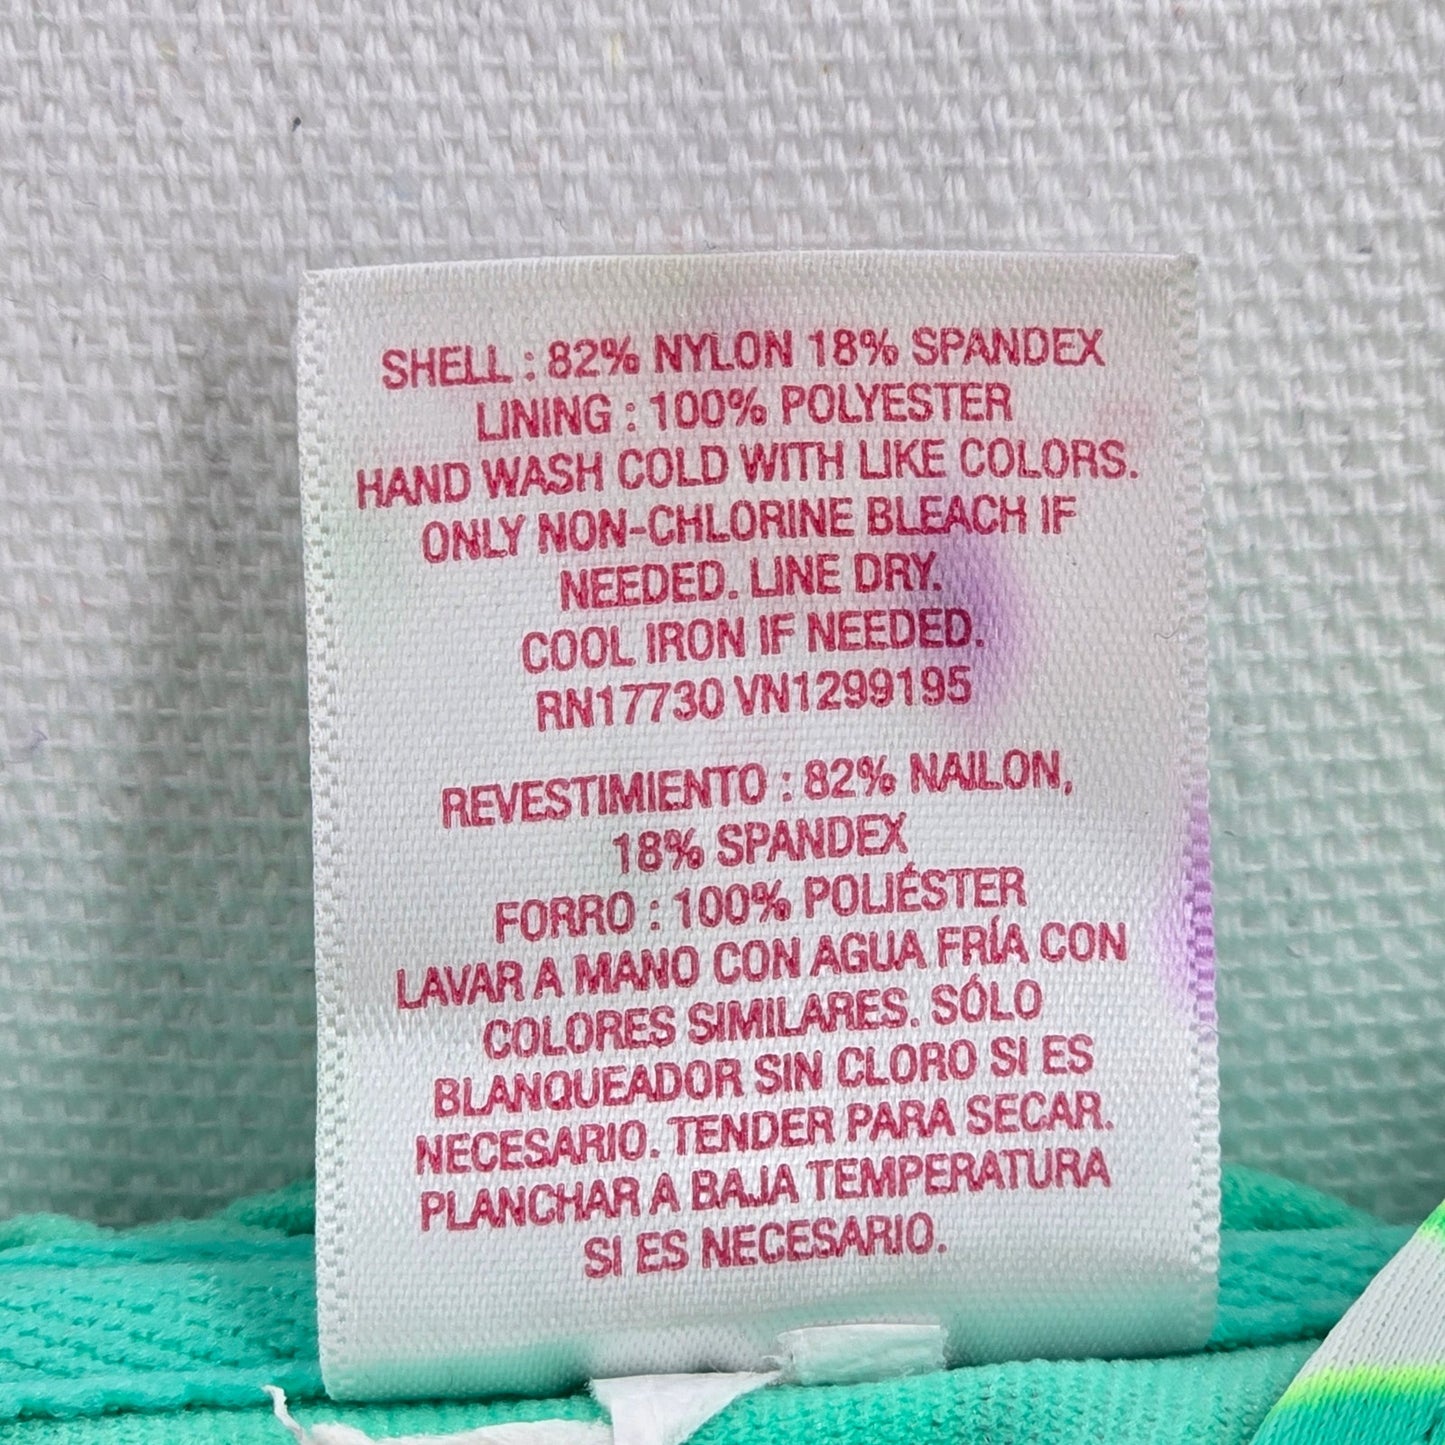 SHELL : 82% NYLON 18% SPANDEX
LINING : 100% POLYESTER
HAND WASH COLD WITH LIKE COLORS.
ONLY NON-CHLORINE BLEACH IF
NEEDED. LINE DRY.
COOL IRON IF NEEDED.
RN17730 VN1299195
REVESTIMIENTO : 82% NAILON,
18% SPANDEX
FORRO : 100% POLIÉSTER
LAVAR A MANO CON AGUA FRÍA CON
COLORES SIMILARES. SÓLO
BLANQUEADOR SIN CLORO SI ES
NECESARIO. TENDER PARA SECAR.
PLANCHAR A BAJA TEMPERATURA
SI ES NECESARIO.